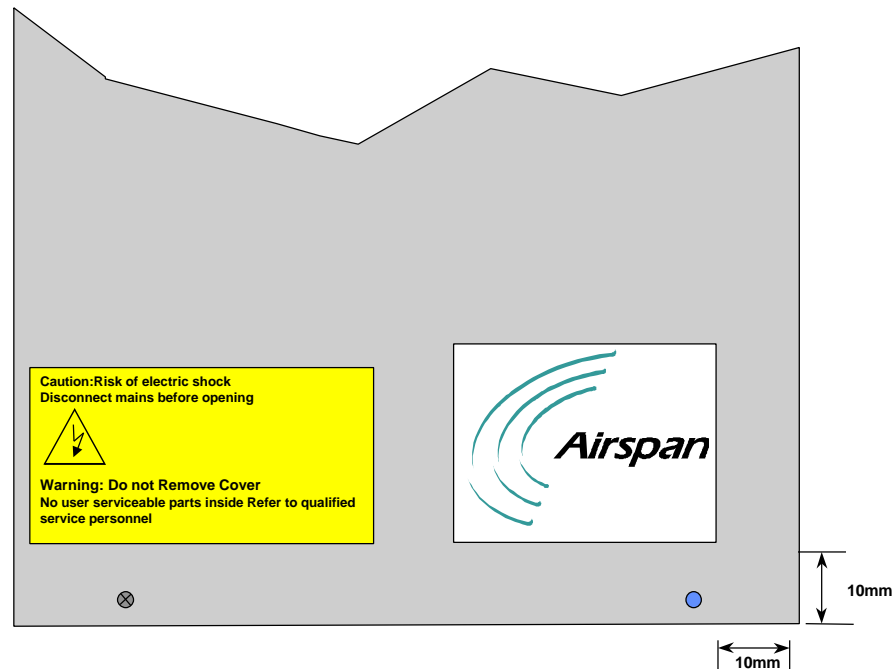 Caution:Risk of electric shock
Disconnect mains before opening
Warning: Do not Remove Cover
No user serviceable parts inside Refer to qualified
service personnel
Airspan
10mm
10mm